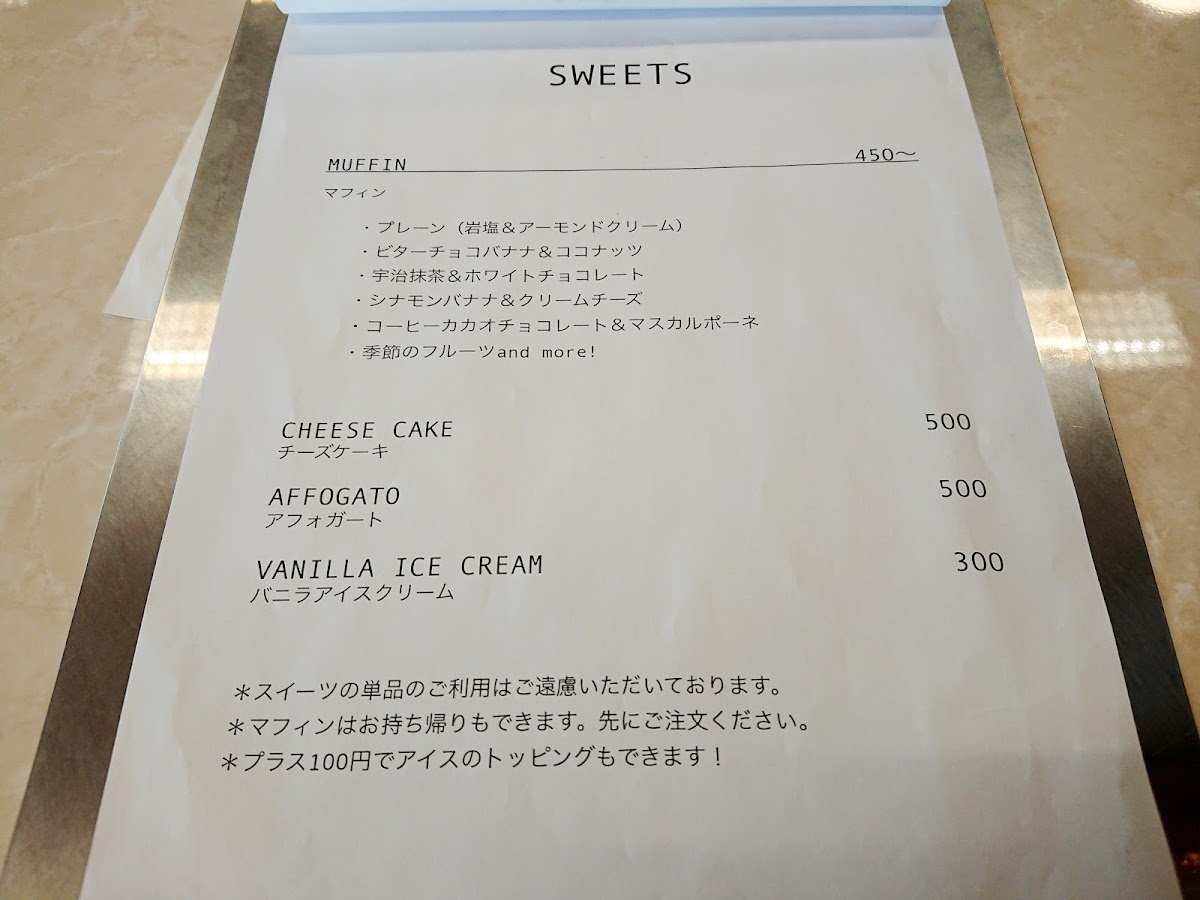 SWEETS
MUFFIN 450〜
マフィン
・プレーン（岩塩＆アーモンドクリーム）
・ビターチョコバナナ＆ココナッツ
・宇治抹茶＆ホワイトチョコレート
・シナモンバナナ＆クリームチーズ
・コーヒーカカオチョコレート＆マスカルポーネ
・季節のフルーツand more!
CHEESE CAKE 500
チーズケーキ
AFFOGATO 500
アフォガート
VANILLA ICE CREAM 300
バニラアイスクリーム
＊スイーツの単品のご利用はご遠慮いただいております。
＊マフィンはお持ち帰りもできます。先にご注文ください。
＊プラス100円でアイスのトッピングもできます！